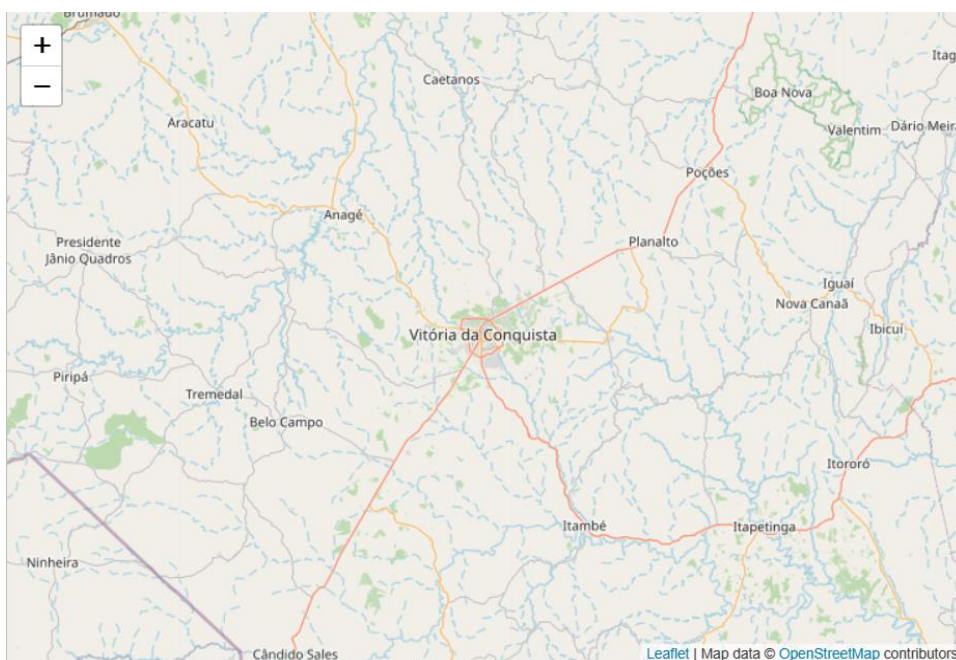 Brumado
+
−
Caetanos
Boa Nova
Aracatu
Valentim
Dário Meira
Poções
Anagé
Presidente
Jânio Quadros
Planalto
Iguaí
Nova Canaã
Ibicuí
Vitória da Conquista
Piripá
Tremedal
Belo Campo
Itororó
Itambé
Itapetinga
Ninheira
Cândido Sales
Leaflet | Map data © OpenStreetMap contributors